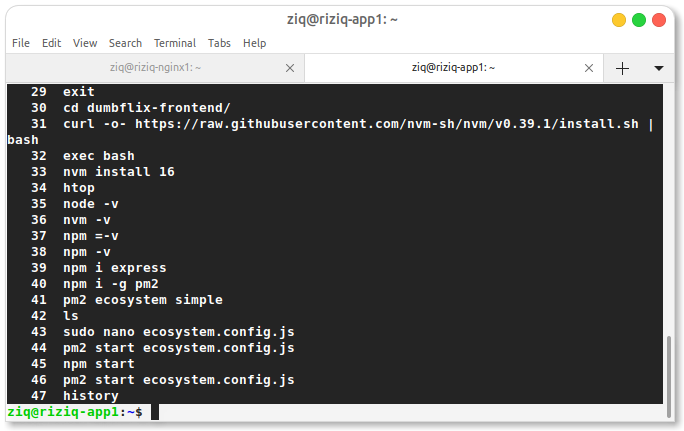 ziq@riziq-app1: ~
File Edit View Search Terminal Tabs Help
ziq@riziq-nginx1: ~ × ziq@riziq-app1: ~ × +
29 exit
30 cd dumbflix-frontend/
31 curl -o- https://raw.githubusercontent.com/nvm-sh/nvm/v0.39.1/install.sh |
bash
32 exec bash
33 nvm install 16
34 htop
35 node -v
36 nvm -v
37 npm =-v
38 npm -v
39 npm i express
40 npm i -g pm2
41 pm2 ecosystem simple
42 ls
43 sudo nano ecosystem.config.js
44 pm2 start ecosystem.config.js
45 npm start
46 pm2 start ecosystem.config.js
47 history
ziq@riziq-app1:~$